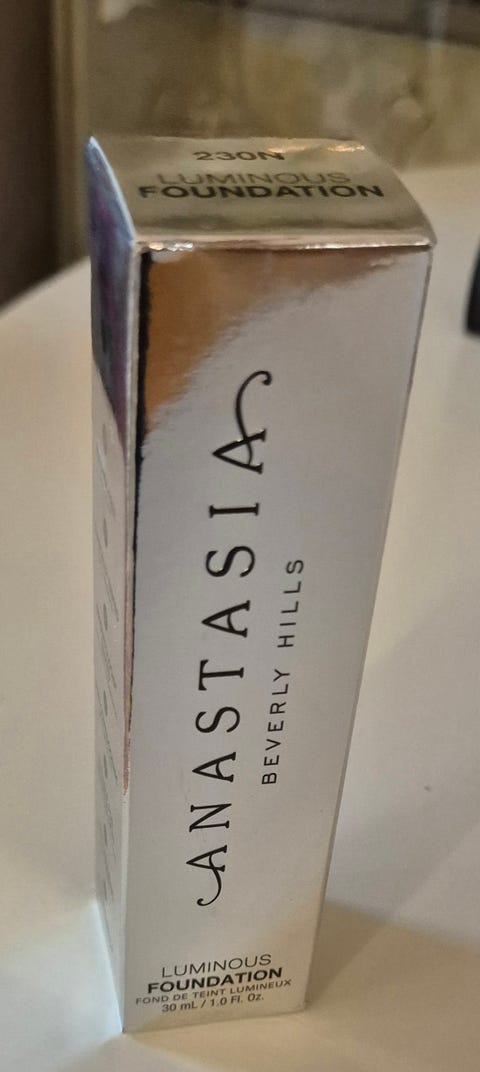 230N
LUMINOUS
FOUNDATION
ANASTASIA
BEVERLY HILLS
LUMINOUS
FOUNDATION
FOND DE TEINT LUMINEUX
30 mL / 1.0 Fl. Oz.